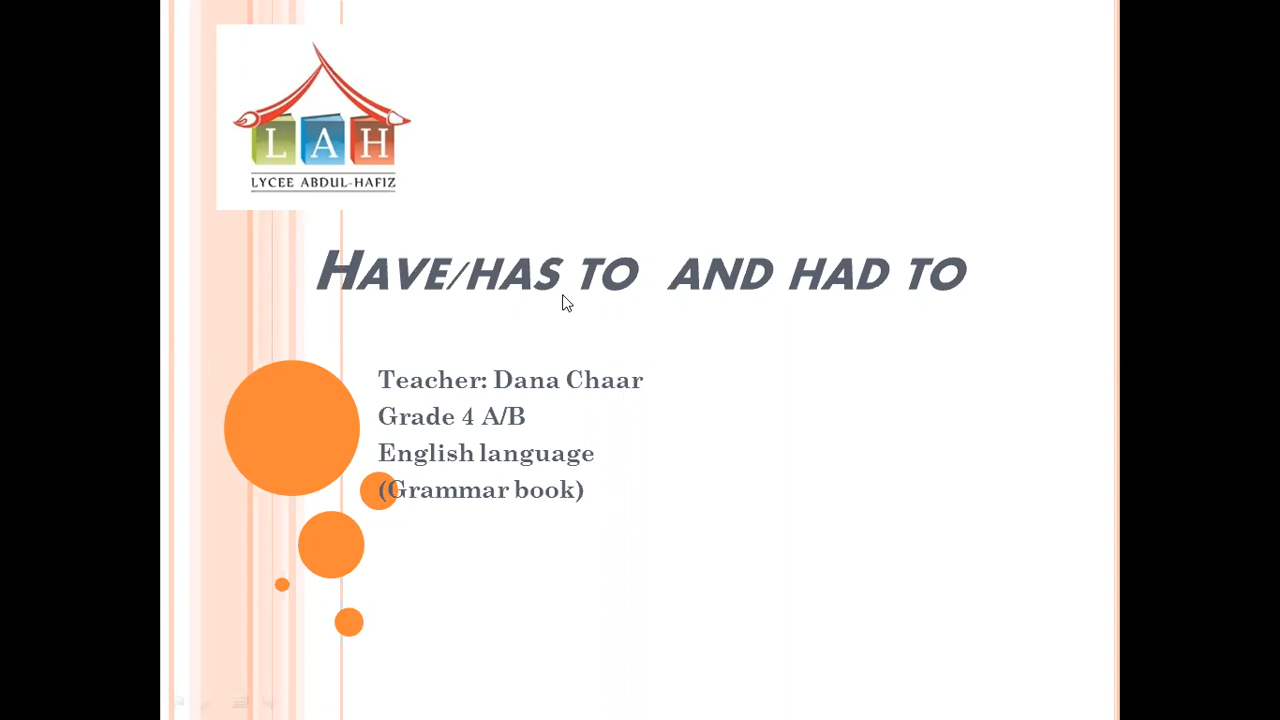 L A H
LYCEE ABDUL-HAFIZ
HAVE/HAS TO AND HAD TO
Teacher: Dana Chaar
Grade 4 A/B
English language
(Grammar book)